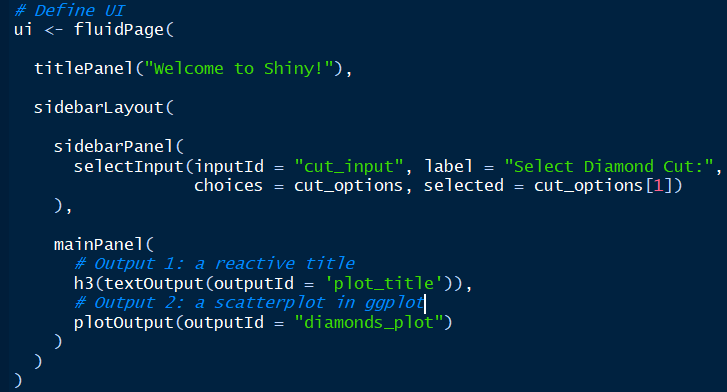 # Define UI
ui <- fluidPage(
titlePanel("Welcome to Shiny!"),
sidebarLayout(
sidebarPanel(
selectInput(inputId = "cut_input", label = "Select Diamond Cut:",
choices = cut_options, selected = cut_options[1])
),
mainPanel(
# Output 1: a reactive title
h3(textOutput(outputId = 'plot_title')),
# Output 2: a scatterplot in ggplot
plotOutput(outputId = "diamonds_plot")
)
)
)